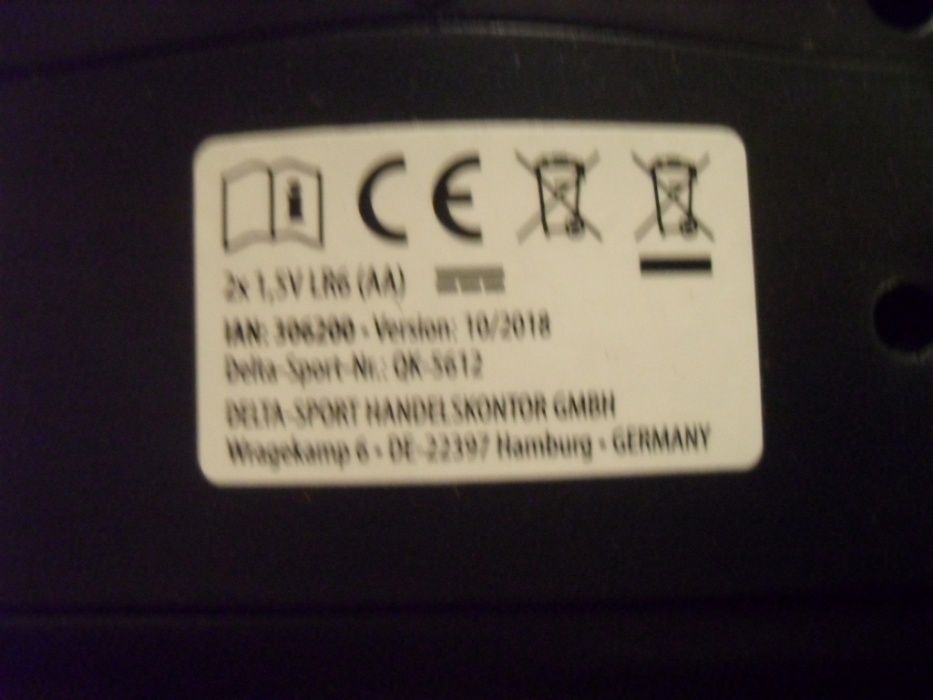 CE
2x 1,5V LR6 (AA)
IAN: 306200 • Version: 10/2018
Delta-Sport-Nr.: QK-5612
DELTA-SPORT HANDELSKONTOR GMBH
Wragekamp 6 • DE-22397 Hamburg • GERMANY